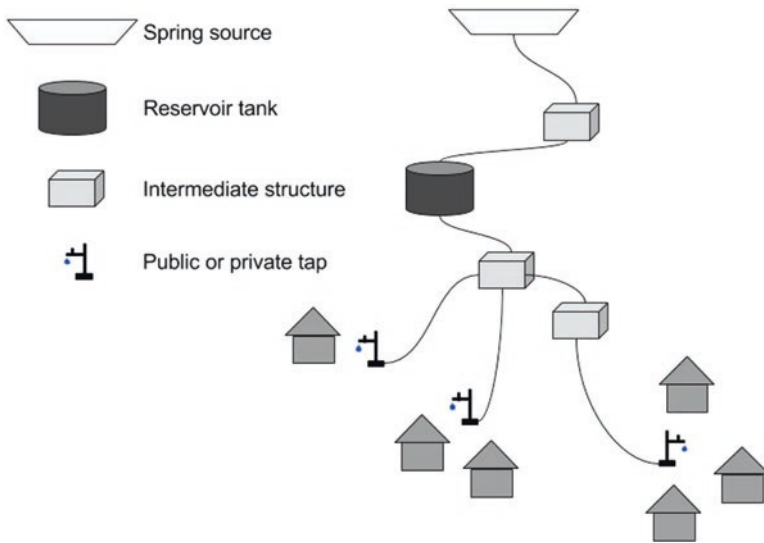 Spring source
Reservoir tank
Intermediate structure
Public or private tap